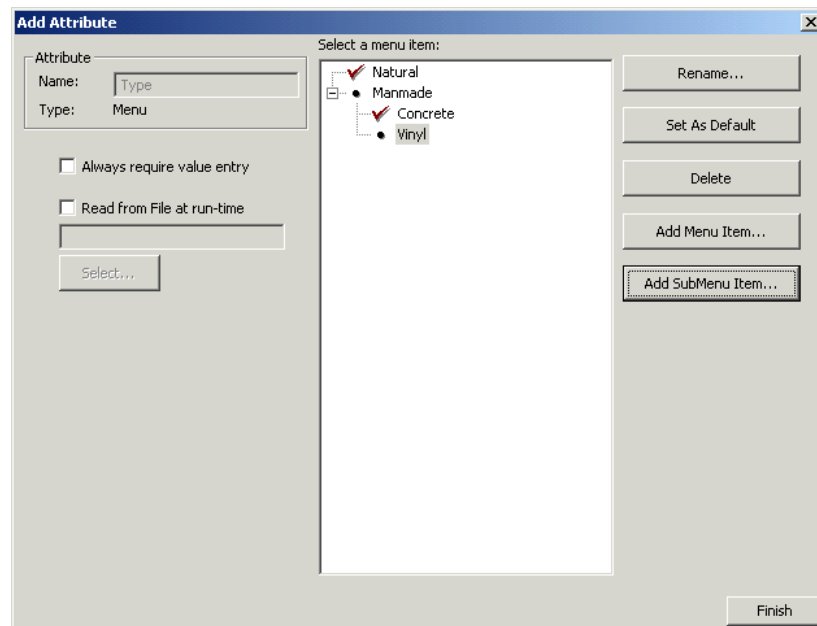 Add Attribute
Attribute
Name: Type
Type: Menu
Always require value entry
Read from File at run-time
Select...
Select a menu item:
Natural
Manmade
Concrete
Vinyl
Rename...
Set As Default
Delete
Add Menu Item...
Add SubMenu Item...
Finish